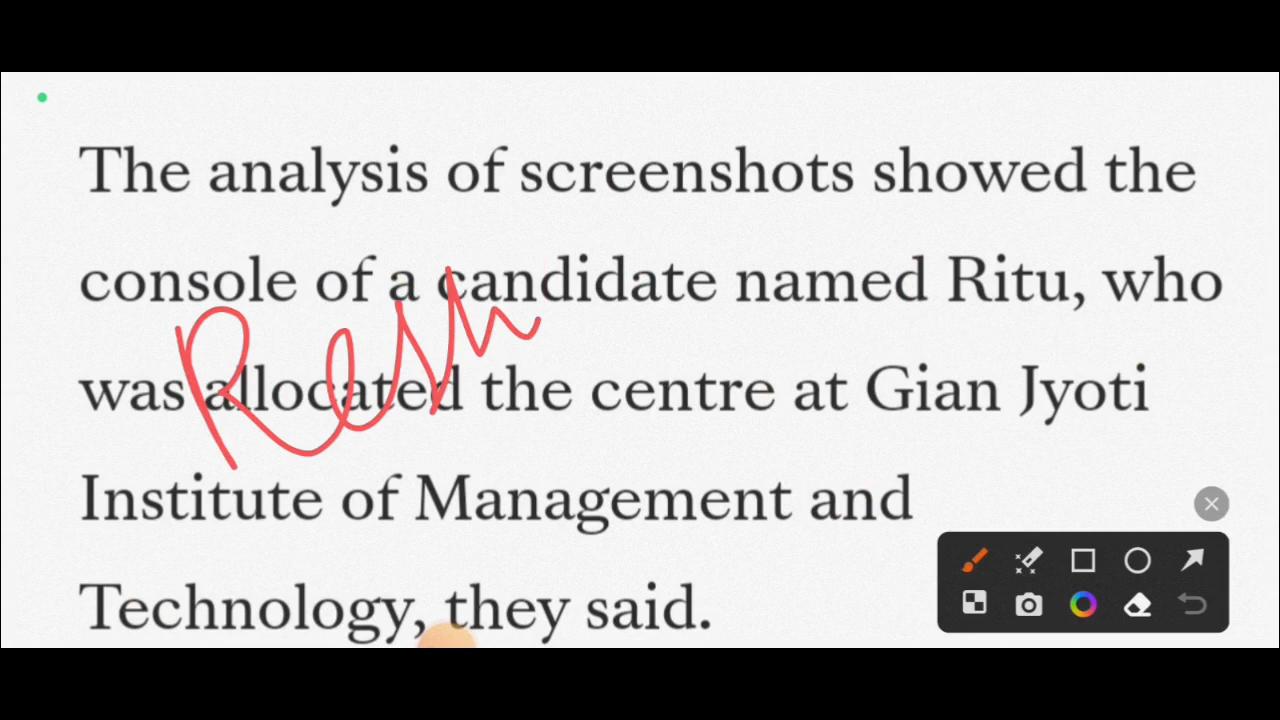 The analysis of screenshots showed the
console of a candidate named Ritu, who
was allocated the centre at Gian Jyoti
Institute of Management and
Technology, they said.